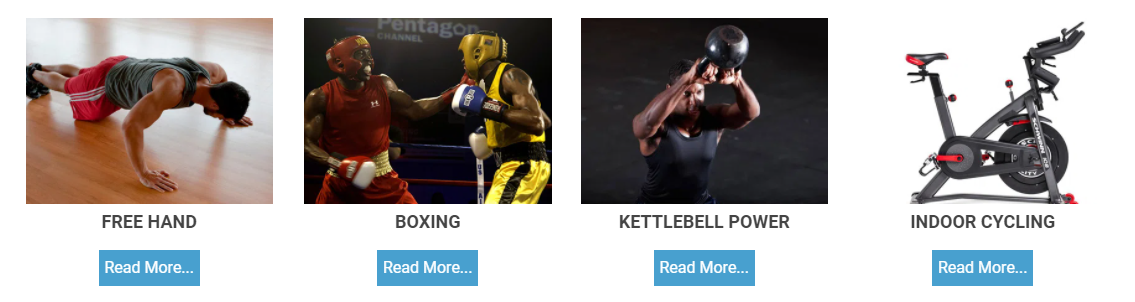 Pentagon
CHANNEL
FREE HAND
BOXING
KETTLEBELL POWER
INDOOR CYCLING
Read More...
Read More...
Read More...
Read More...